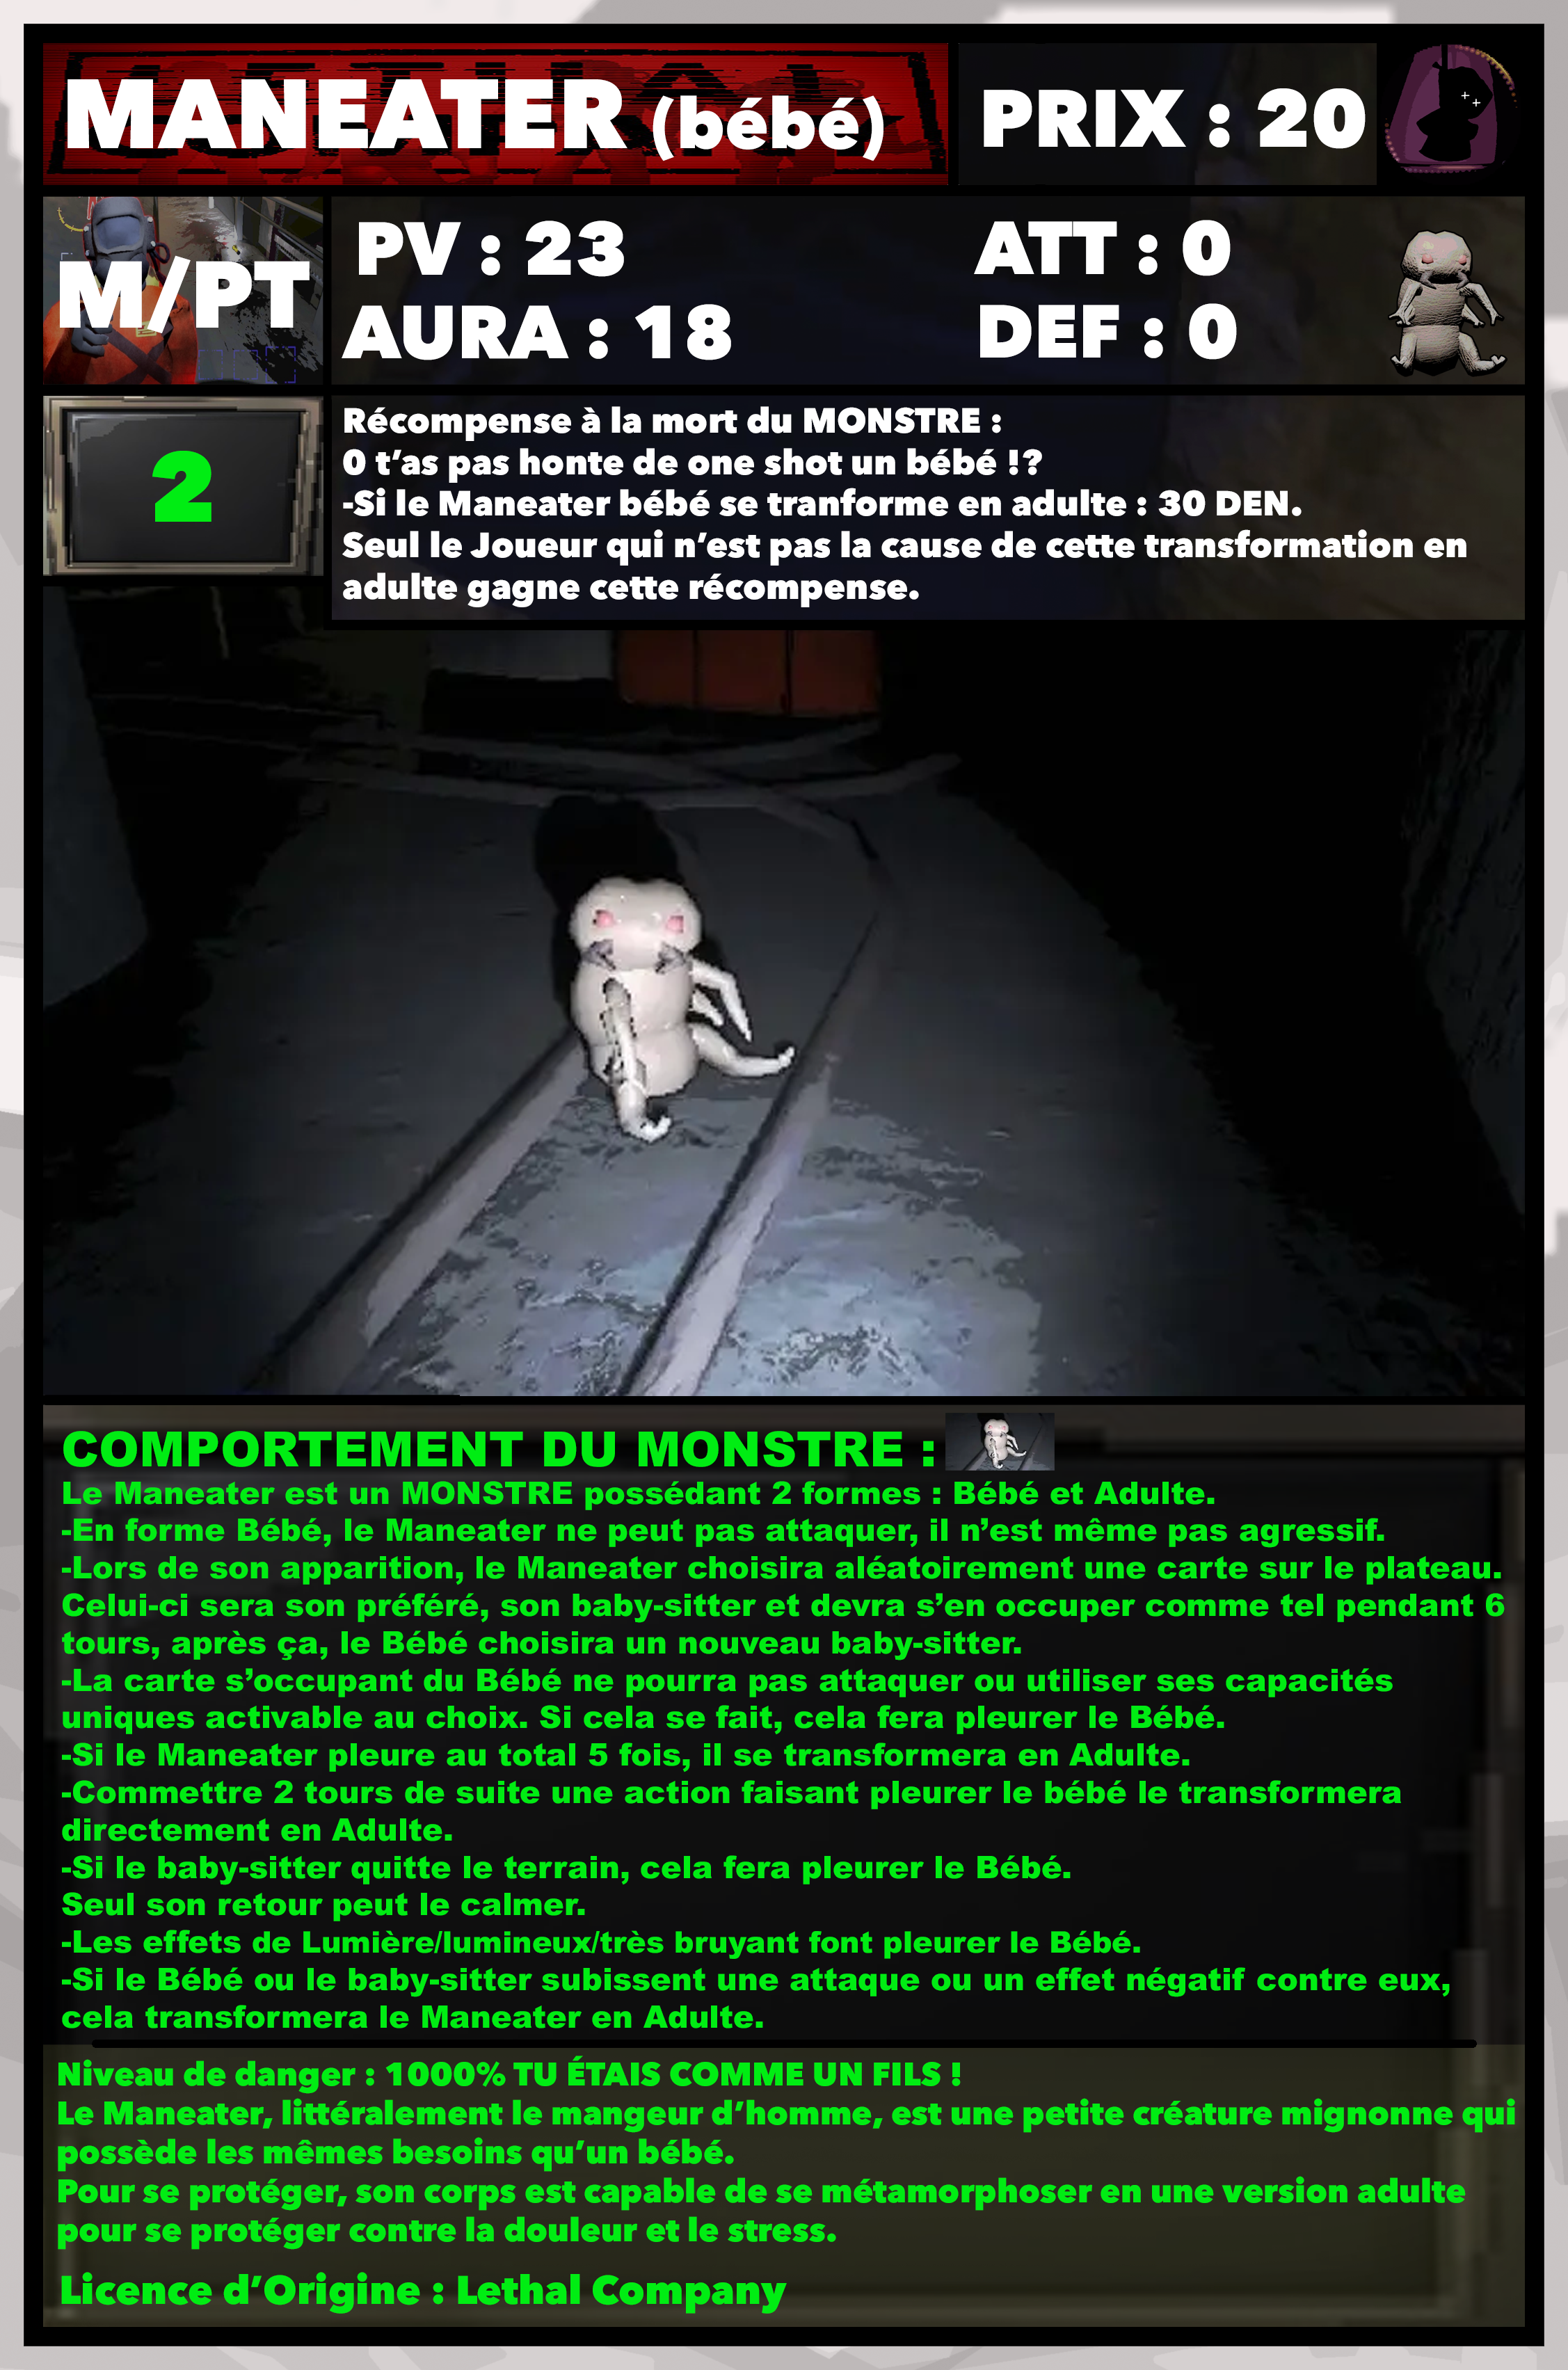 MANEATER (bébé)
PRIX : 20
M/PT
PV : 23
ATT : 0
AURA : 18
DEF : 0
2
Récompense à la mort du MONSTRE :
0 t’as pas honte de one shot un bébé !?
-Si le Maneater bébé se tranforme en adulte : 30 DEN.
Seul le Joueur qui n’est pas la cause de cette transformation en
adulte gagne cette récompense.
COMPORTEMENT DU MONSTRE :
Le Maneater est un MONSTRE possédant 2 formes : Bébé et Adulte.
-En forme Bébé, le Maneater ne peut pas attaquer, il n’est même pas agressif.
-Lors de son apparition, le Maneater choisira aléatoirement une carte sur le plateau.
Celui-ci sera son préféré, son baby-sitter et devra s’en occuper comme tel pendant 6
tours, après ça, le Bébé choisira un nouveau baby-sitter.
-La carte s’occupant du Bébé ne pourra pas attaquer ou utiliser ses capacités
uniques activable au choix. Si cela se fait, cela fera pleurer le Bébé.
-Si le Maneater pleure au total 5 fois, il se transformera en Adulte.
-Commettre 2 tours de suite une action faisant pleurer le bébé le transformera
directement en Adulte.
-Si le baby-sitter quitte le terrain, cela fera pleurer le Bébé.
Seul son retour peut le calmer.
-Les effets de Lumière/lumineux/très bruyant font pleurer le Bébé.
-Si le Bébé ou le baby-sitter subissent une attaque ou un effet négatif contre eux,
cela transformera le Maneater en Adulte.
Niveau de danger : 1000% TU ÉTAIS COMME UN FILS !
Le Maneater, littéralement le mangeur d’homme, est une petite créature mignonne qui
possède les mêmes besoins qu’un bébé.
Pour se protéger, son corps est capable de se métamorphoser en une version adulte
pour se protéger contre la douleur et le stress.
Licence d’Origine : Lethal Company